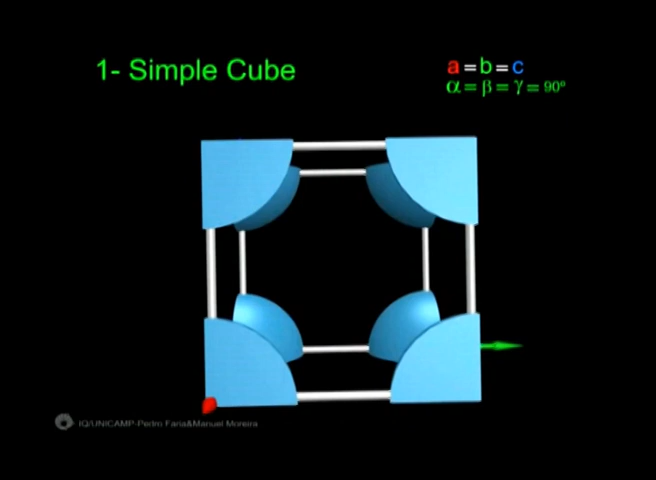 1- Simple Cube
a = b = c
α = β = γ = 90º
IQ/UNICAMP-Pedro Faria&Manuel Moreira